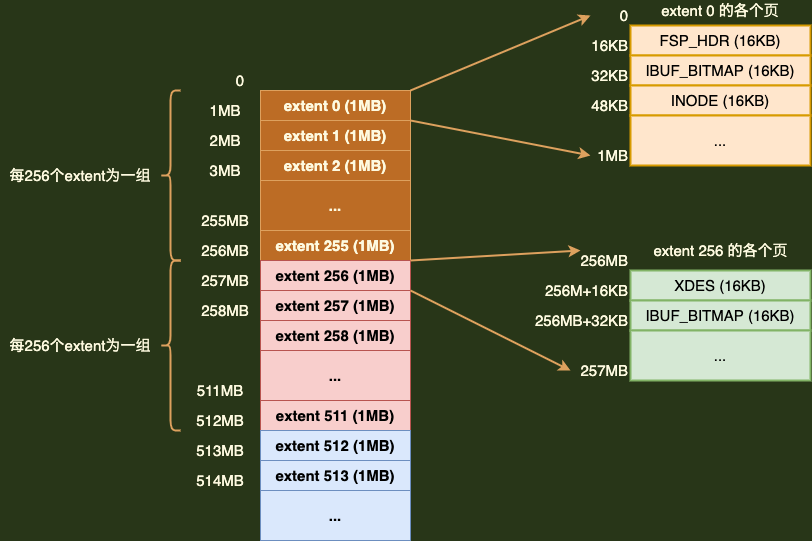 每256个extent为一组
每256个extent为一组
0
1MB
2MB
3MB
255MB
256MB
257MB
258MB
511MB
512MB
513MB
514MB
extent 0 (1MB)
extent 1 (1MB)
extent 2 (1MB)
...
extent 255 (1MB)
extent 256 (1MB)
extent 257 (1MB)
extent 258 (1MB)
...
extent 511 (1MB)
extent 512 (1MB)
extent 513 (1MB)
...
extent 0 的各个页
0
16KB
32KB
48KB
1MB
FSP_HDR (16KB)
IBUF_BITMAP (16KB)
INODE (16KB)
...
extent 256 的各个页
256MB
256M+16KB
256MB+32KB
257MB
XDES (16KB)
IBUF_BITMAP (16KB)
...